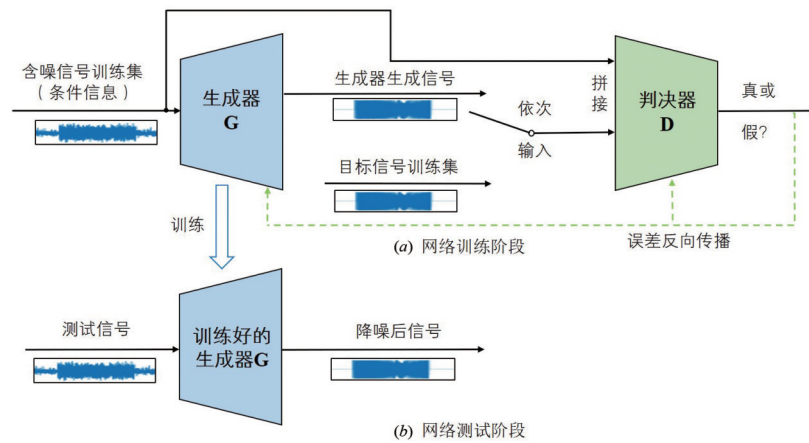 含噪信号训练集
（条件信息）
生成器
G
生成器生成信号
依次
输入
目标信号训练集
拼
接
判决器
D
真或
假?
训练
误差反向传播
(a) 网络训练阶段
测试信号
训练好的
生成器G
降噪后信号
(b) 网络测试阶段